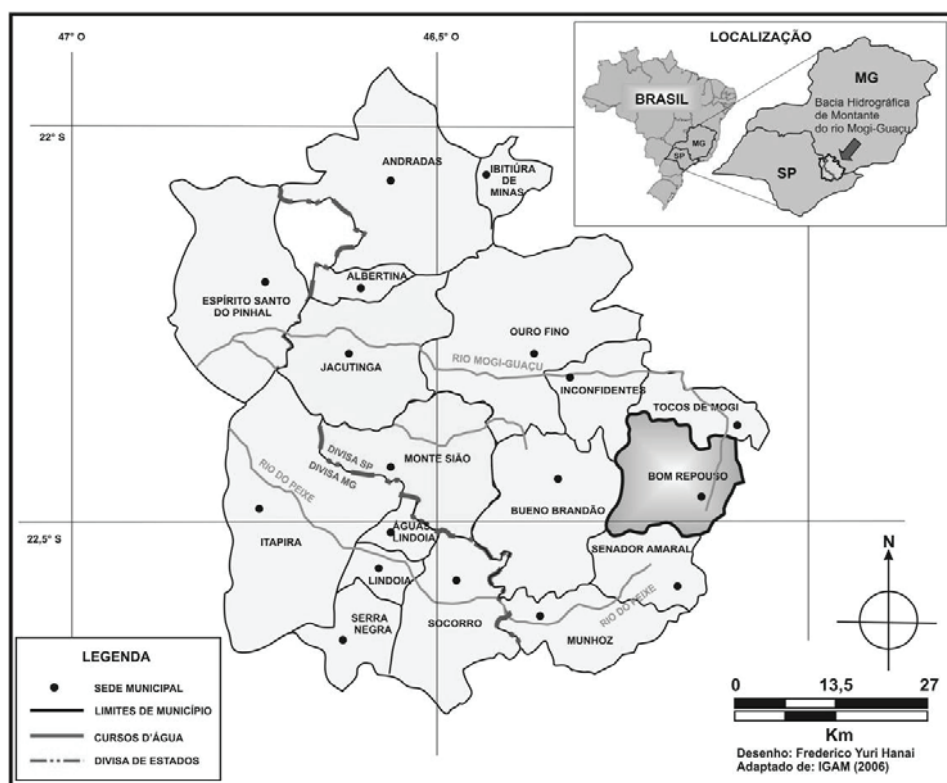 47° O
46,5° O
LOCALIZAÇÃO
BRASIL
MG
SP
MG
Bacia Hidrográfica
de Montante
do rio Mogi-Guaçu
SP
22° S
ANDRADAS
IBITIÚRA
DE
MINAS
ALBERTINA
ESPÍRITO SANTO
DO PINHAL
OURO FINO
JACUTINGA
RIO MOGI-GUAÇU
INCONFIDENTES
TOCOS DE MOGI
DIVISA SP
DIVISA MG
MONTE SIÃO
RIO DO PEIXE
BOM REPOUSO
BUENO BRANDÃO
22,5° S
ITAPIRA
ÁGUAS
LINDOIA
SENADOR AMARAL
LINDOIA
RIO DO PEIXE
SERRA
NEGRA
SOCORRO
MUNHOZ
N
LEGENDA
SEDE MUNICIPAL
LIMITES DE MUNICÍPIO
CURSOS D'ÁGUA
DIVISA DE ESTADOS
0 13,5 27
Km
Desenho: Frederico Yuri Hanai
Adaptado de: IGAM (2006)